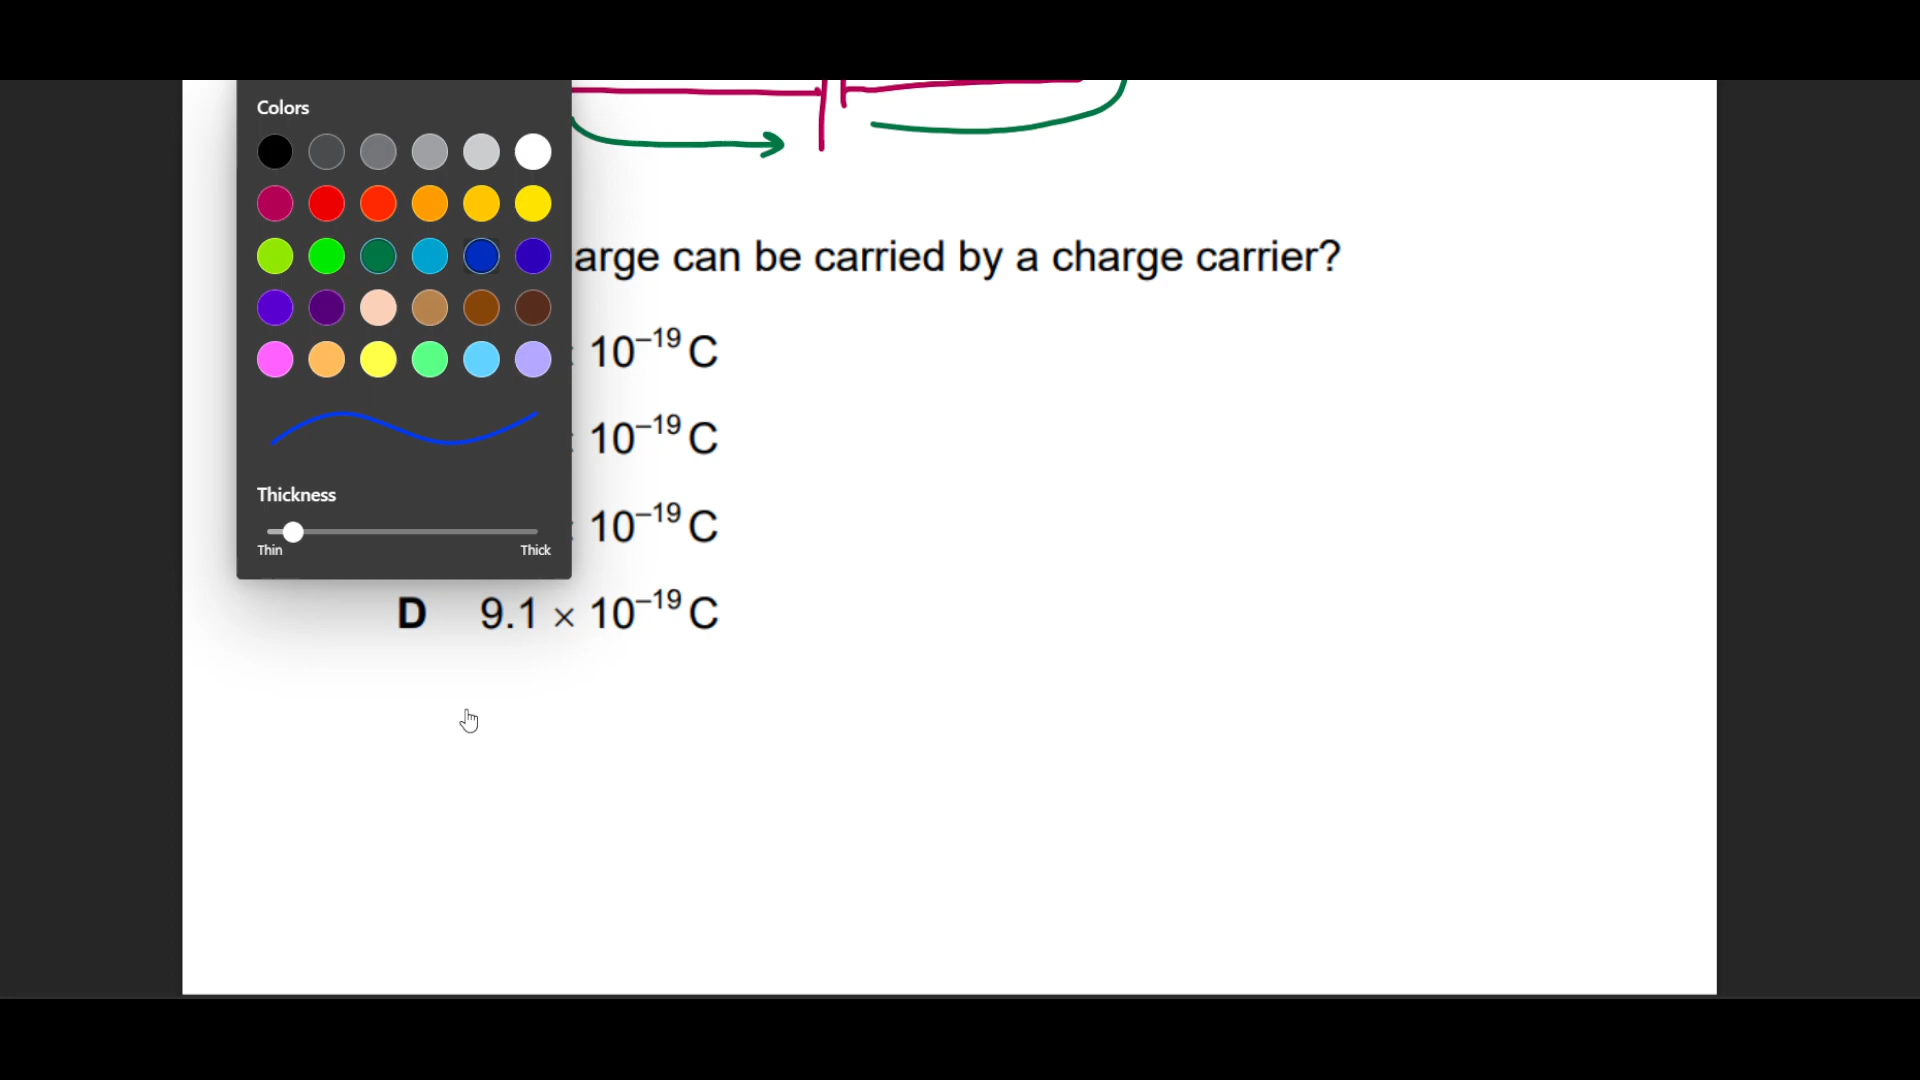 Colors
arge can be carried by a charge carrier?
10⁻¹⁹ C
10⁻¹⁹ C
Thickness
10⁻¹⁹ C
Thin Thick
D 9.1 × 10⁻¹⁹ C